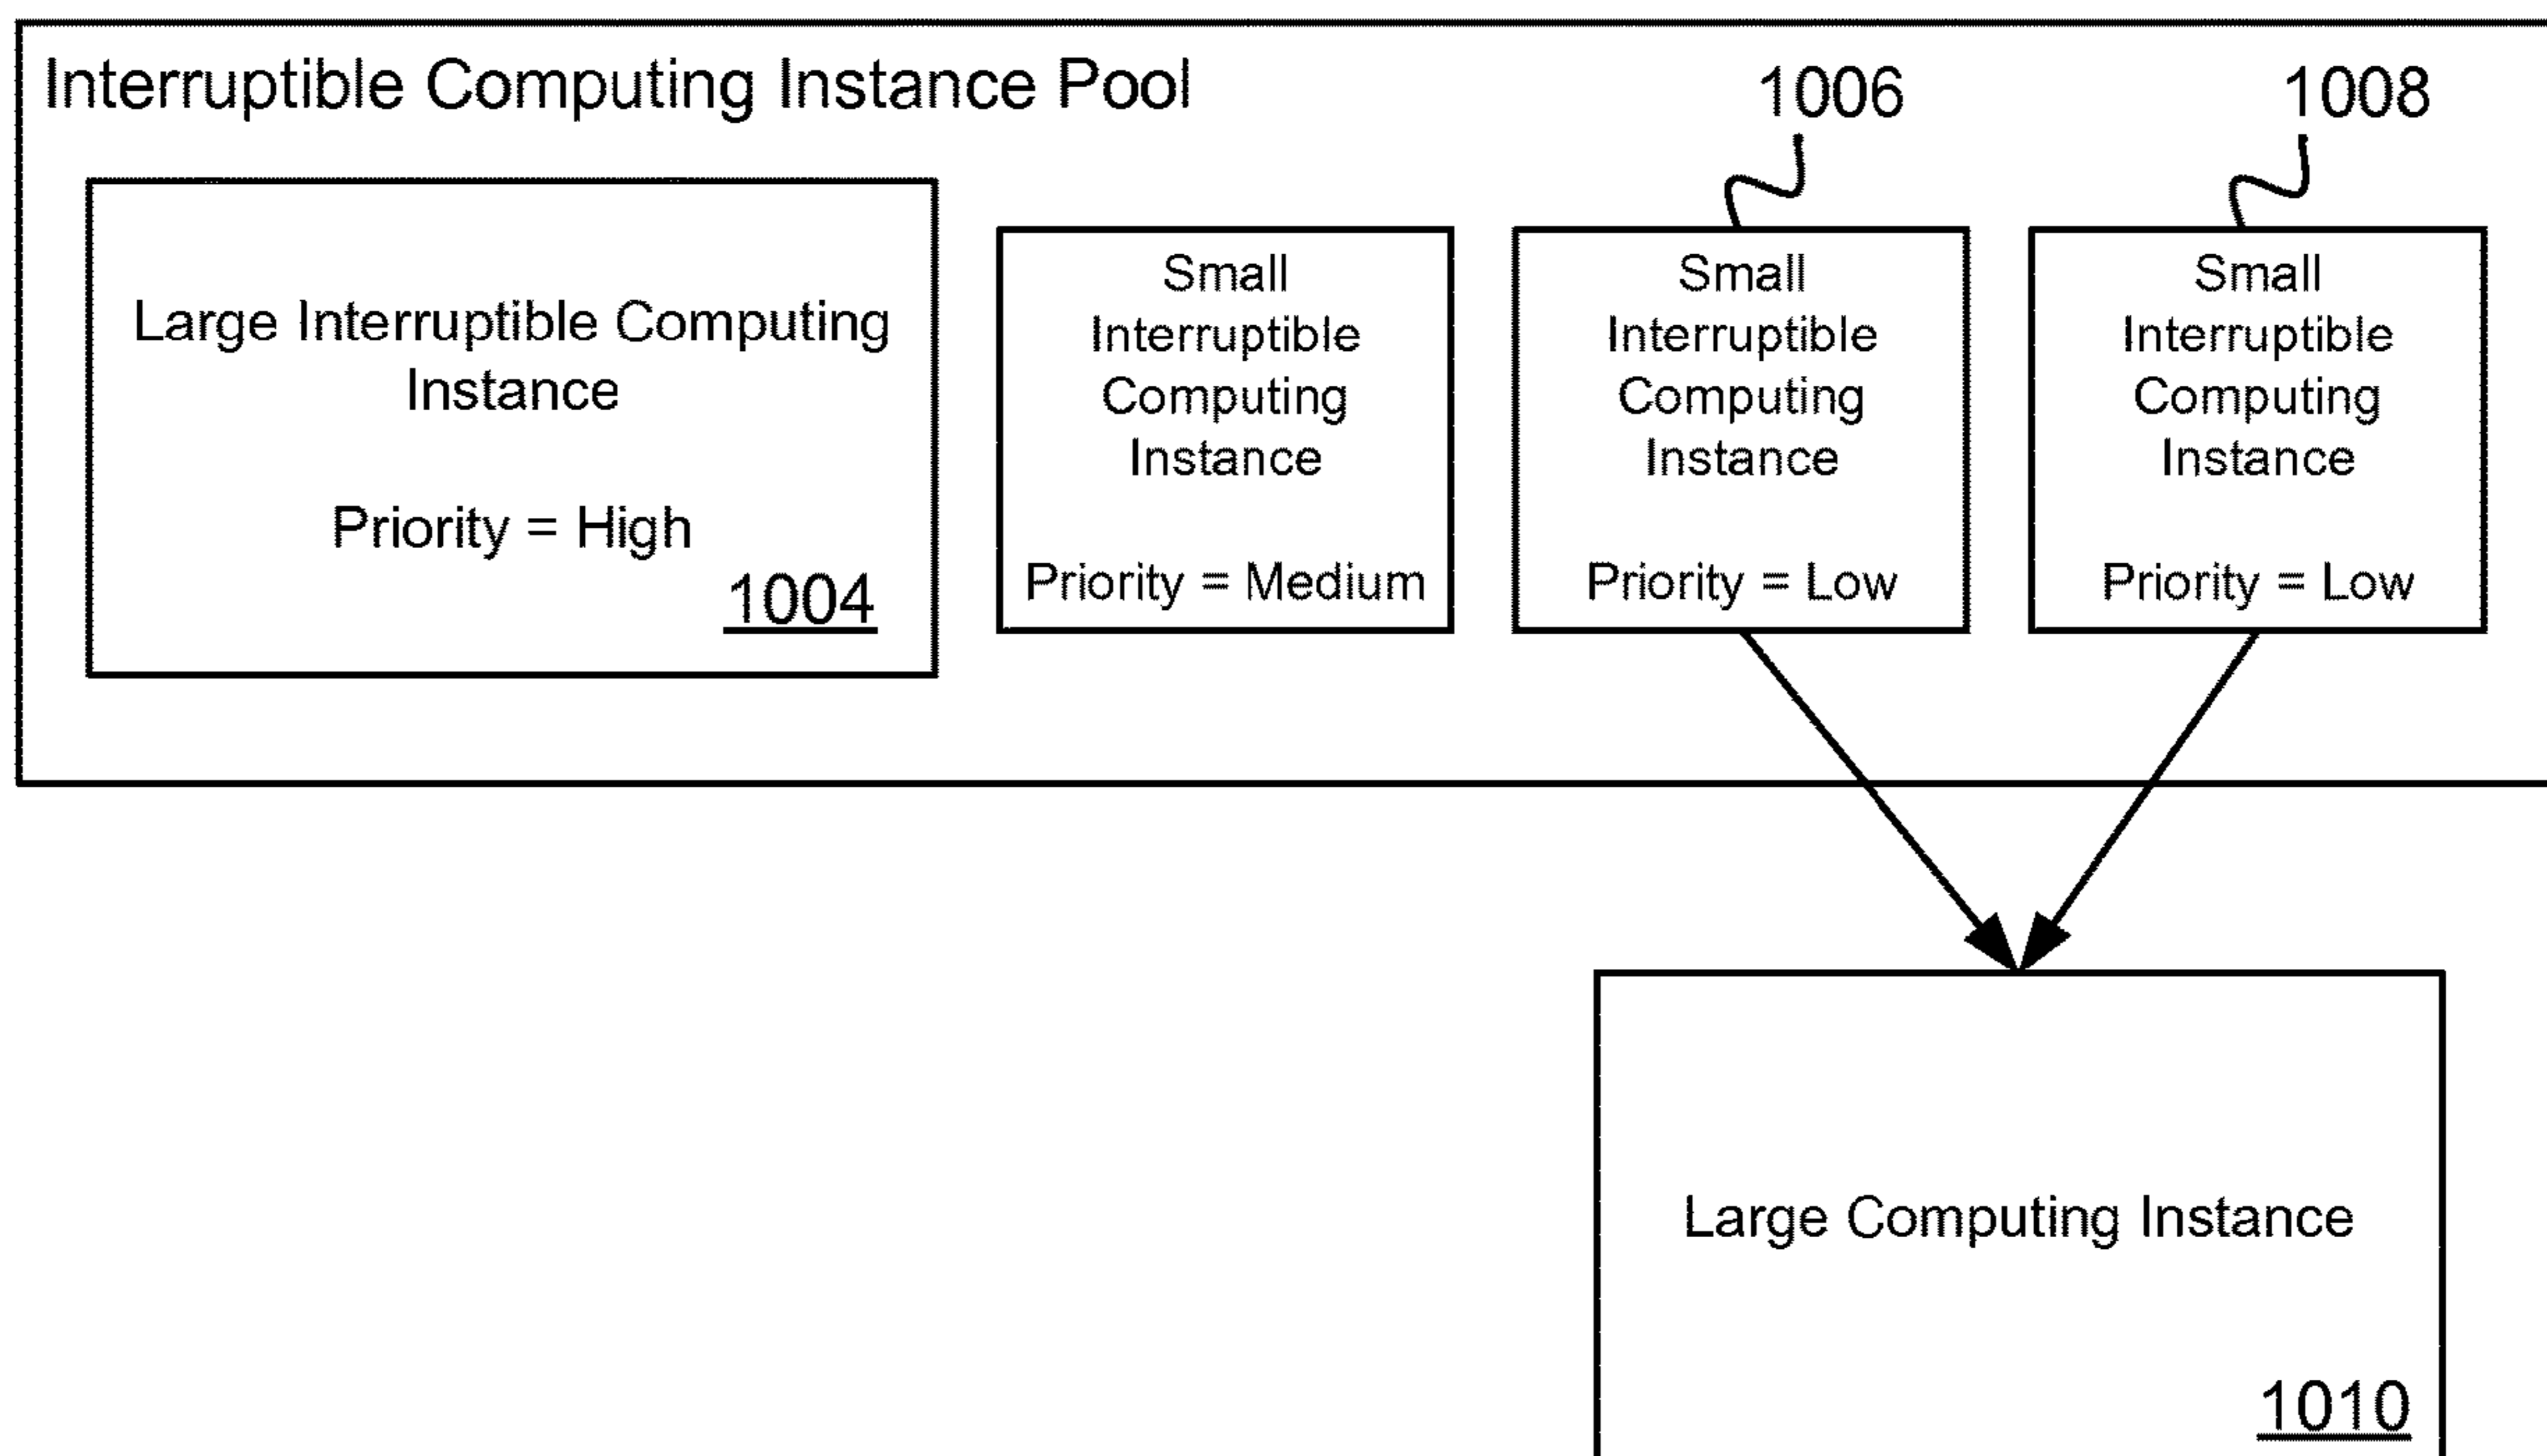 Interruptible Computing Instance Pool
1006
1008
Large Interruptible Computing
Instance
Priority = High
1004
Small
Interruptible
Computing
Instance
Priority = Medium
Small
Interruptible
Computing
Instance
Priority = Low
Small
Interruptible
Computing
Instance
Priority = Low
Large Computing Instance
1010